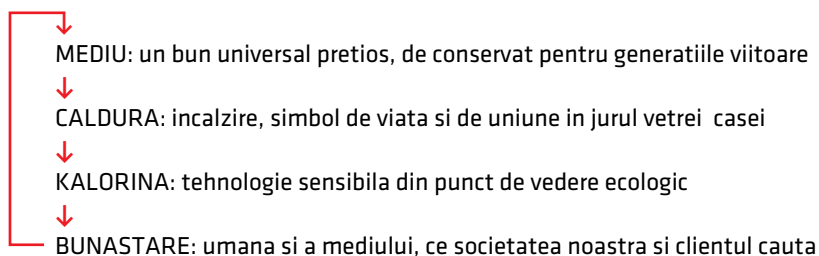 MEDIU: un bun universal pretios, de conservat pentru generatiile viitoare
CALDURA: incalzire, simbol de viata si de uniune in jurul vetrei casei
KALORINA: tehnologie sensibila din punct de vedere ecologic
BUNASTARE: umana si a mediului, ce societatea noastra si clientul cauta